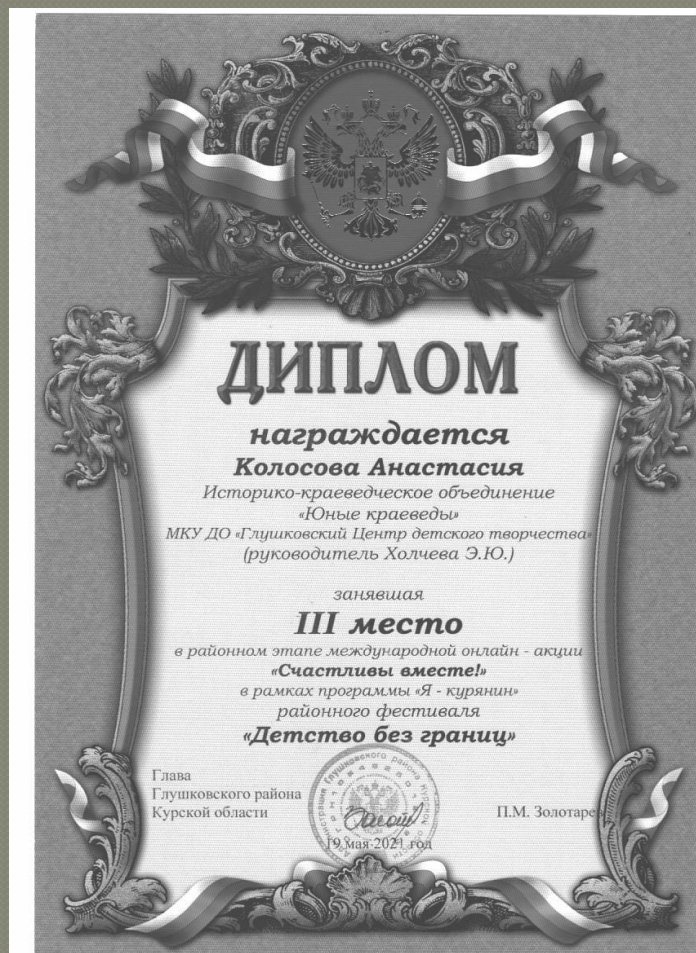 ДИПЛОМ
награждается
Колосова Анастасия
Историко-краеведческое объединение
«Юные краеведы»
МКУ ДО «Глушковский Центр детского творчества»
(руководитель Холчева Э.Ю.)
занявшая
III место
в районном этапе международной онлайн - акции
«Счастливы вместе!»
в рамках программы «Я - курянин»
районного фестиваля
«Детство без границ»
Глава
Глушковского района
Курской области
П.М. Золотарев
19 мая 2021 год